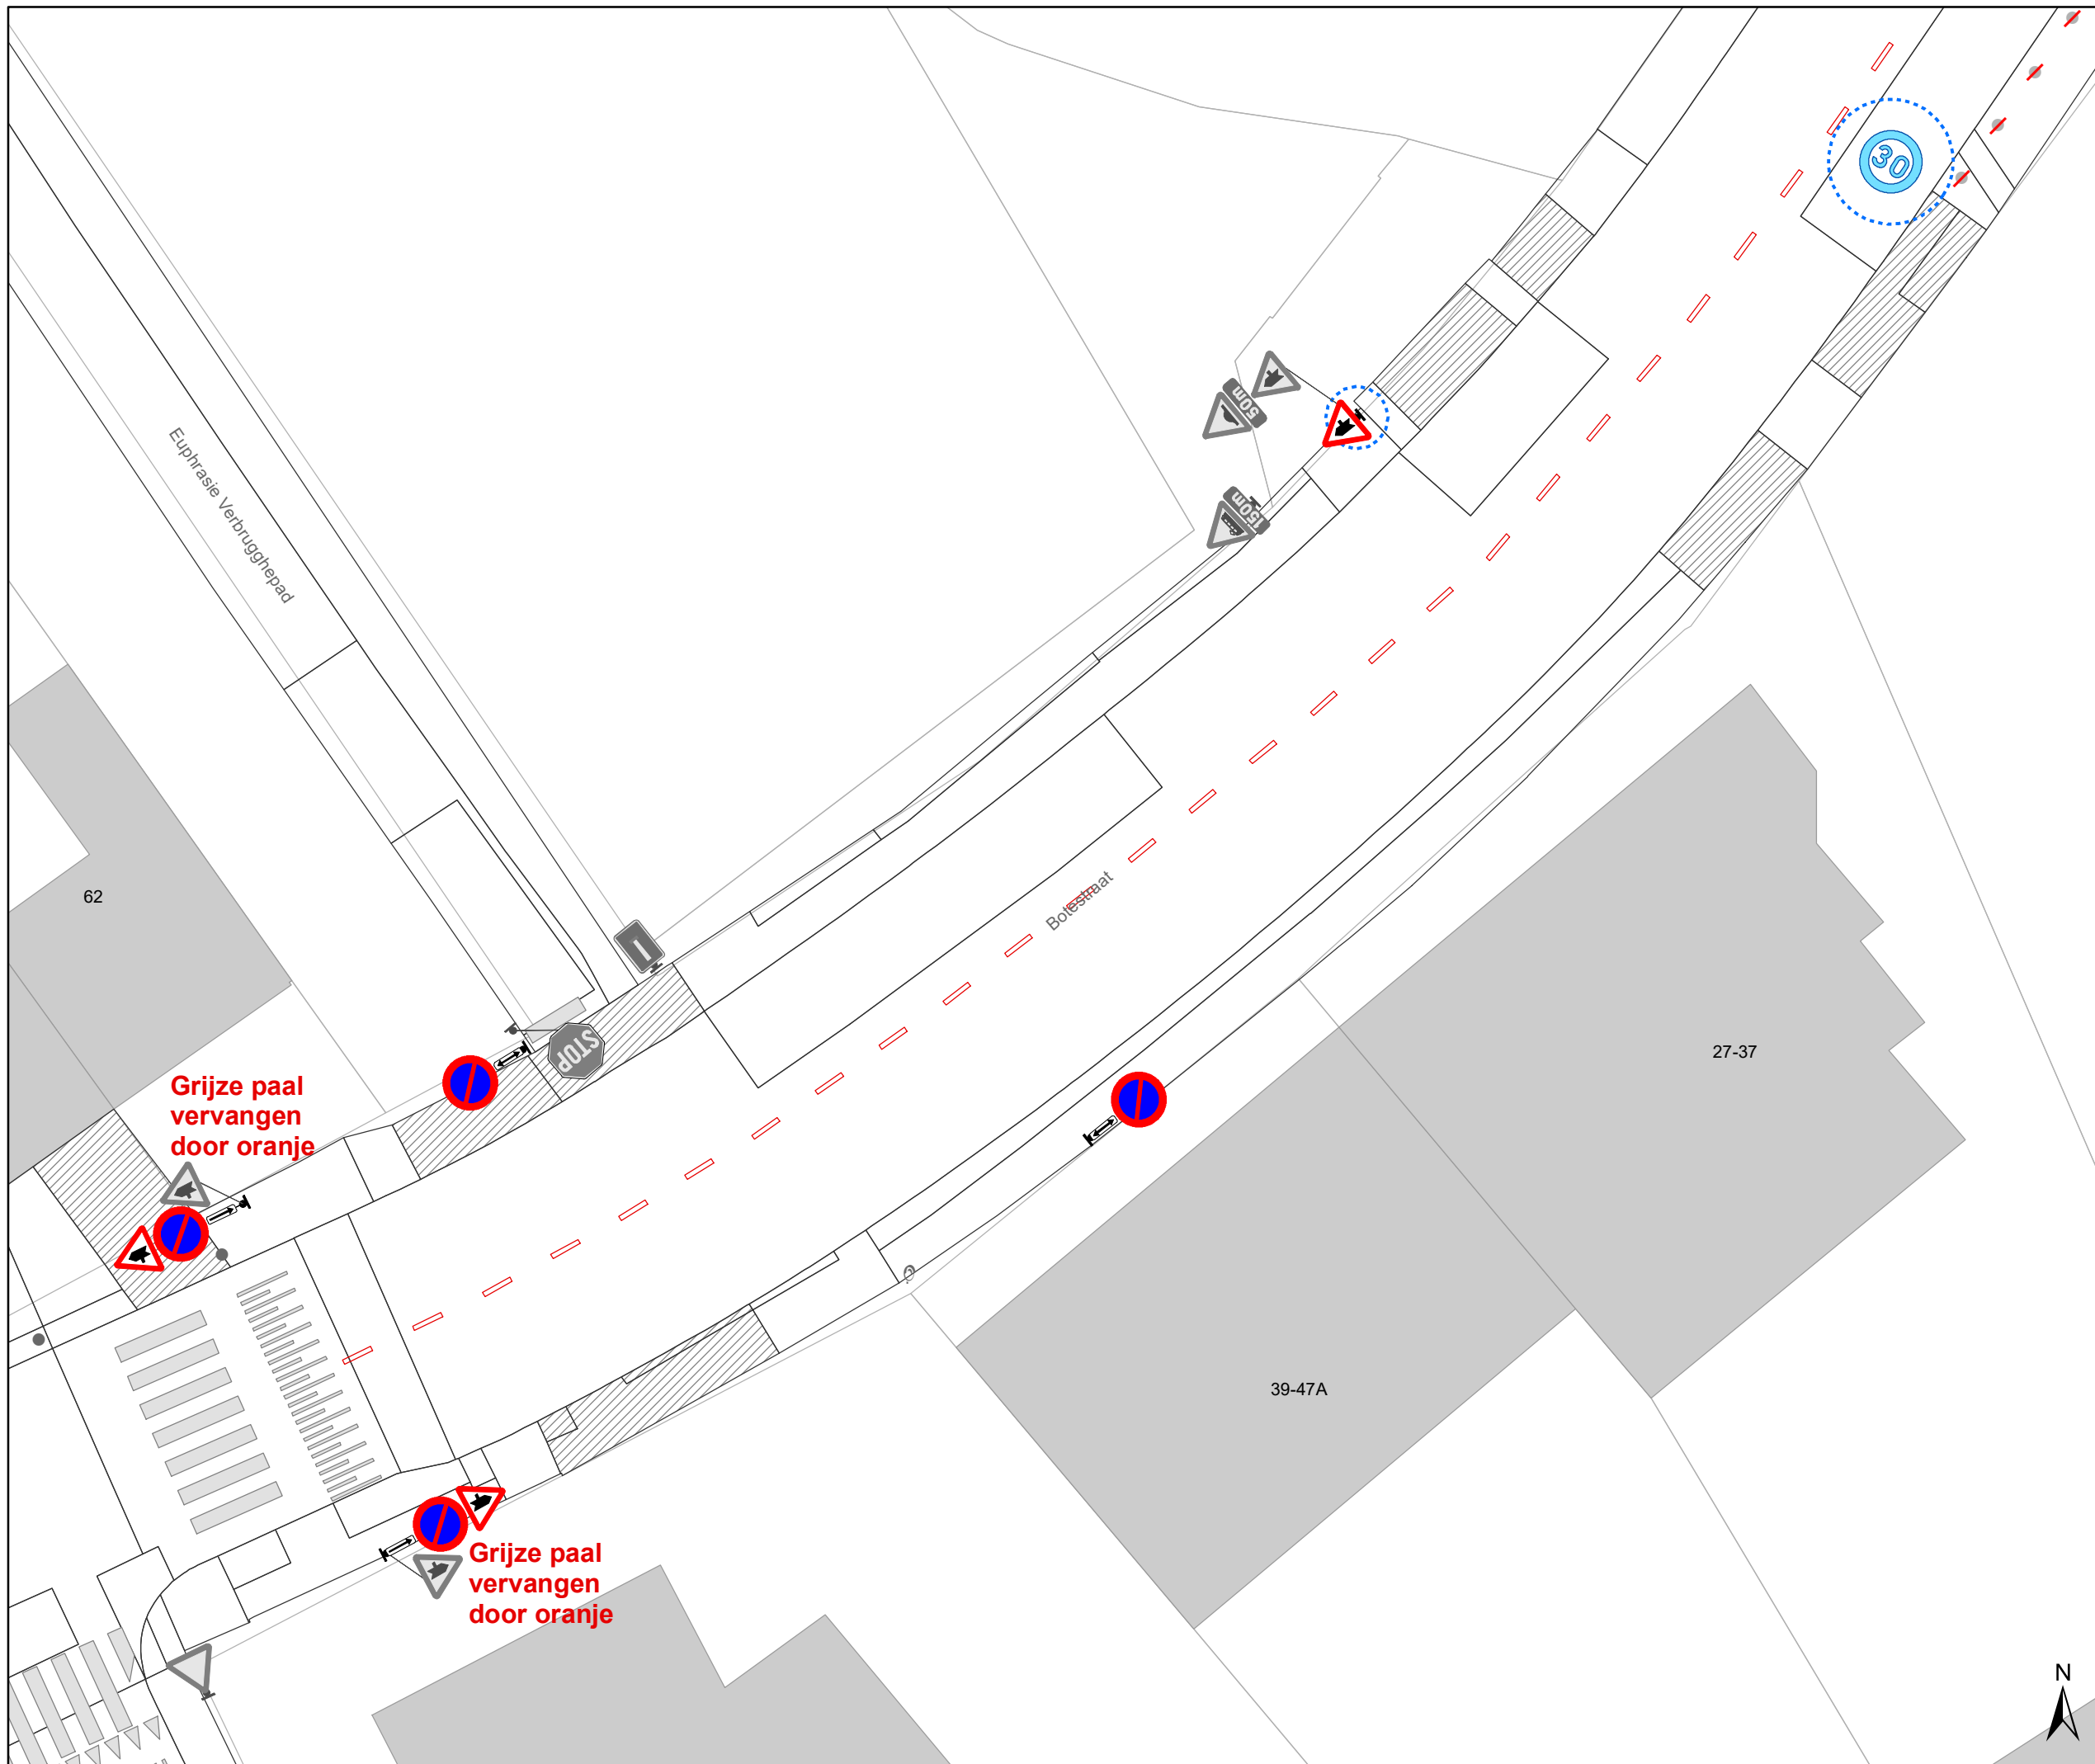 30
50m
150m
Euphrasie Verbrugghepad
62
Botestraat
STOP
27-37
Grijze paal
vervangen
door oranje
39-47A
Grijze paal
vervangen
door oranje
N